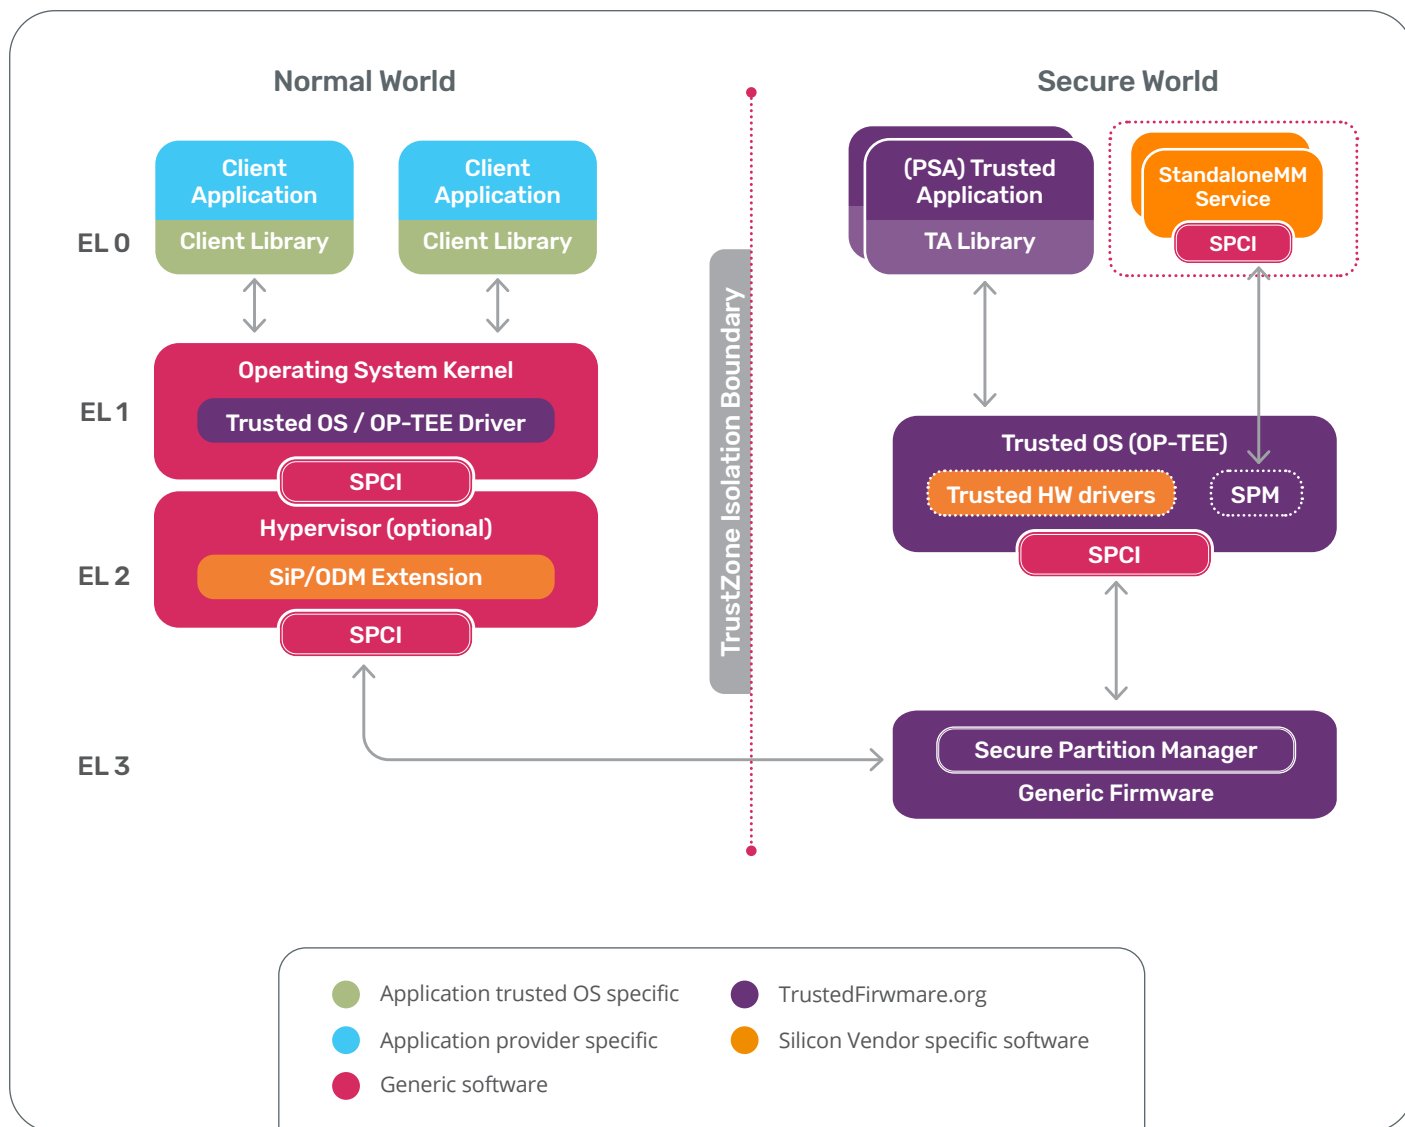 Normal World
Secure World
Client
Application
Client Library
Client
Application
Client Library
(PSA) Trusted
Application
TA Library
StandaloneMM
Service
SPCI
EL 0
Operating System Kernel
Trusted OS / OP-TEE Driver
SPCI
EL 1
Hypervisor (optional)
SiP/ODM Extension
SPCI
EL 2
TrustZone Isolation Boundary
Trusted OS (OP-TEE)
Trusted HW drivers
SPM
SPCI
EL 3
Secure Partition Manager
Generic Firmware
Application trusted OS specific
Application provider specific
Generic software
TrustedFirwmare.org
Silicon Vendor specific software